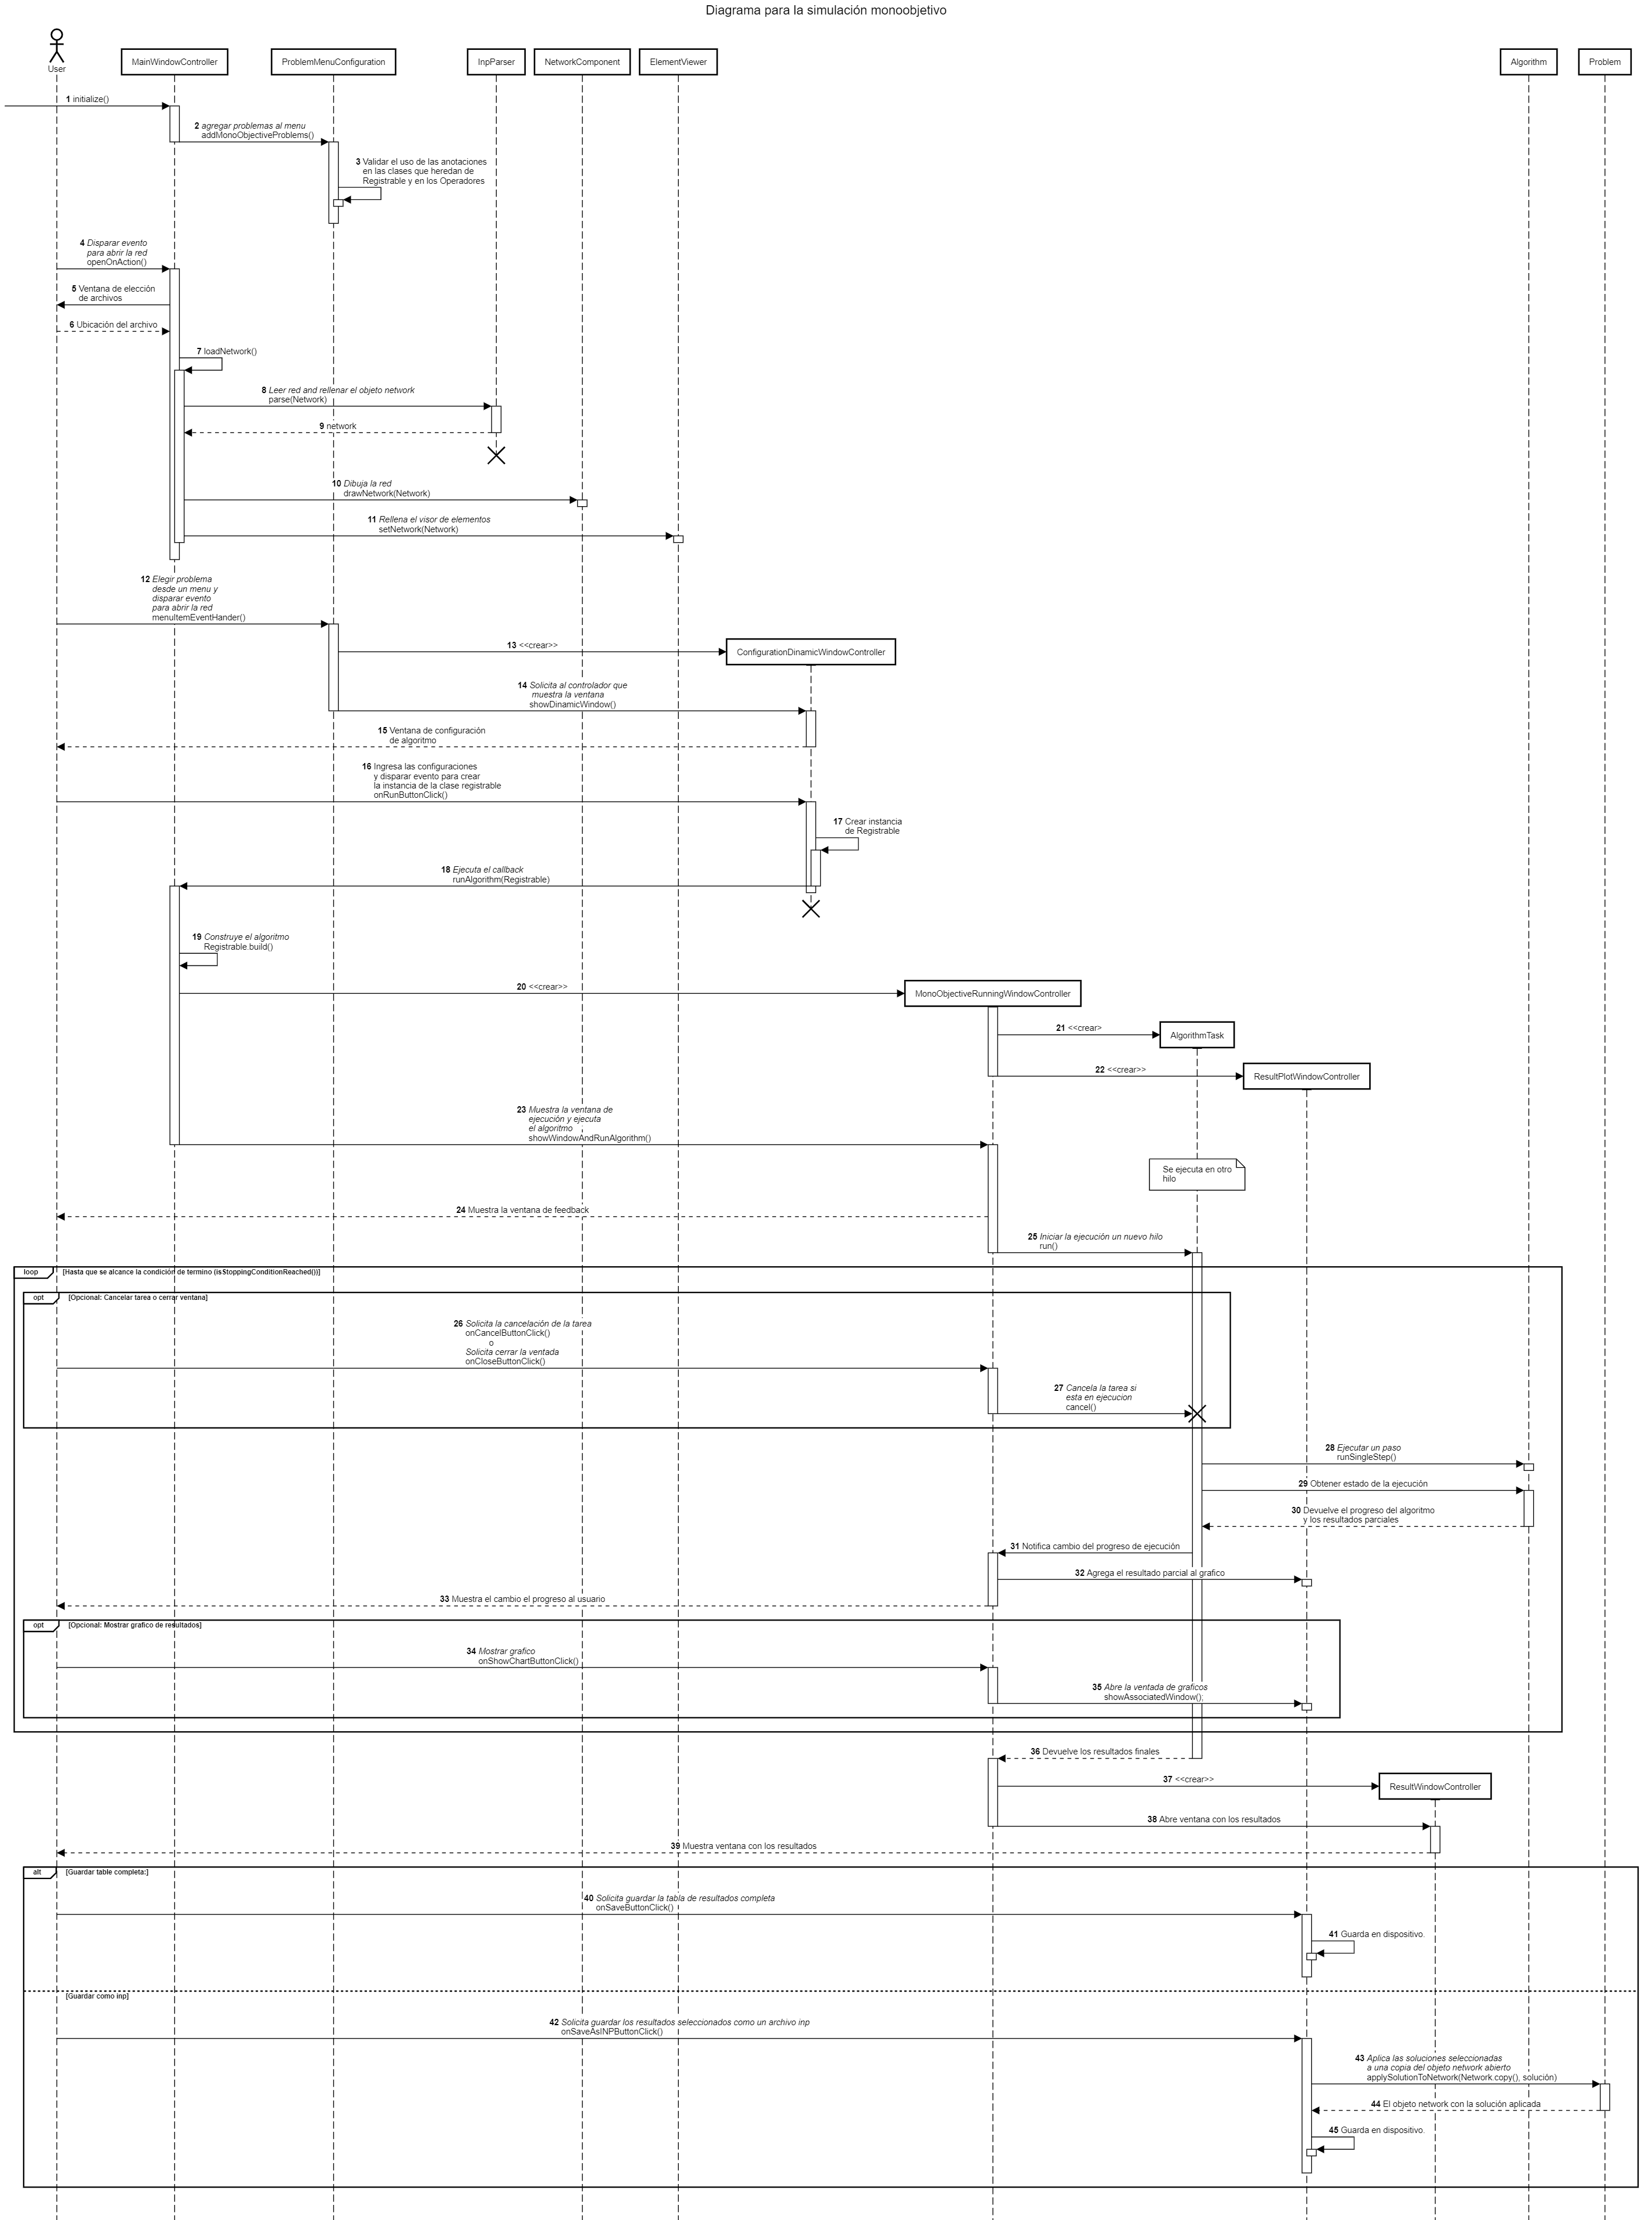 Diagrama para la simulación monoobjetivo
User
MainWindowController
ProblemMenuConfiguration
InpParser
NetworkComponent
ElementViewer
Algorithm
Problem
1 initialize()
2 agregar problemas al menu
addMonoObjectiveProblems()
3 Validar el uso de las anotaciones
en las clases que heredan de
Registrable y en los Operadores
4 Disparar evento
para abrir la red
openOnAction()
5 Ventana de elección
de archivos
6 Ubicación del archivo
7 loadNetwork()
8 Leer red and rellenar el objeto network
parse(Network)
9 network
10 Dibuja la red
drawNetwork(Network)
11 Rellena el visor de elementos
setNetwork(Network)
12 Elegir problema
desde un menu y
disparar evento
para abrir la red
menuItemEventHander()
13 <<crear>>
ConfigurationDinamicWindowController
14 Solicita al controlador que
muestra la ventana
showDinamicWindow()
15 Ventana de configuración
de algoritmo
16 Ingresa las configuraciones
y disparar evento para crear
la instancia de la clase registrable
onRunButtonClick()
17 Crear instancia
de Registrable
18 Ejecuta el callback
runAlgorithm(Registrable)
19 Construye el algoritmo
Registrable.build()
20 <<crear>>
MonoObjectiveRunningWindowController
21 <<crear>
AlgorithmTask
22 <<crear>>
ResultPlotWindowController
23 Muestra la ventana de
ejecución y ejecuta
el algoritmo
showWindowAndRunAlgorithm()
Se ejecuta en otro
hilo
24 Muestra la ventana de feedback
25 Iniciar la ejecución un nuevo hilo
run()
loop [Hasta que se alcance la condición de termino (isStoppingConditionReached())]
opt [Opcional: Cancelar tarea o cerrar ventana]
26 Solicita la cancelación de la tarea
onCancelButtonClick()
o
Solicita cerrar la ventada
onCloseButtonClick()
27 Cancela la tarea si
esta en ejecucion
cancel()
28 Ejecutar un paso
runSingleStep()
29 Obtener estado de la ejecución
30 Devuelve el progreso del algoritmo
y los resultados parciales
31 Notifica cambio del progreso de ejecución
32 Agrega el resultado parcial al grafico
33 Muestra el cambio el progreso al usuario
opt [Opcional: Mostrar grafico de resultados]
34 Mostrar grafico
onShowChartButtonClick()
35 Abre la ventada de graficos
showAssociatedWindow();
36 Devuelve los resultados finales
37 <<crear>>
ResultWindowController
38 Abre ventana con los resultados
39 Muestra ventana con los resultados
alt [Guardar table completa:]
40 Solicita guardar la tabla de resultados completa
onSaveButtonClick()
41 Guarda en dispositivo.
[Guardar como inp]
42 Solicita guardar los resultados seleccionados como un archivo inp
onSaveAsINPButtonClick()
43 Aplica las soluciones seleccionadas
a una copia del objeto network abierto
applySolutionToNetwork(Network.copy(), solución)
44 El objeto network con la solución aplicada
45 Guarda en dispositivo.